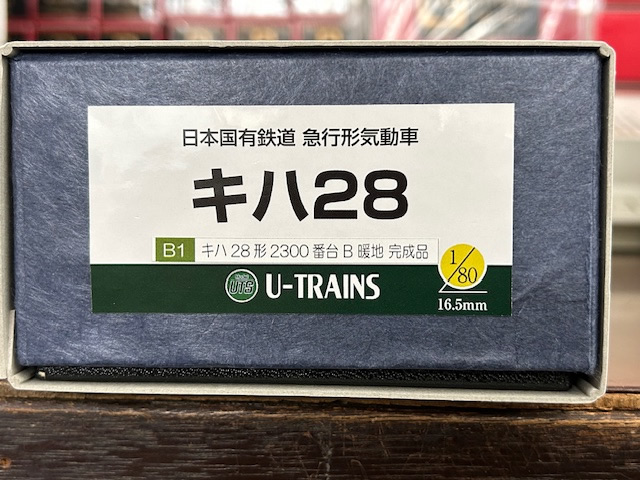 日本国有鉄道 急行形気動車
キハ28
B1 キハ28形2300番台B 暖地 完成品
1/80
UTS U-TRAINS
16.5mm